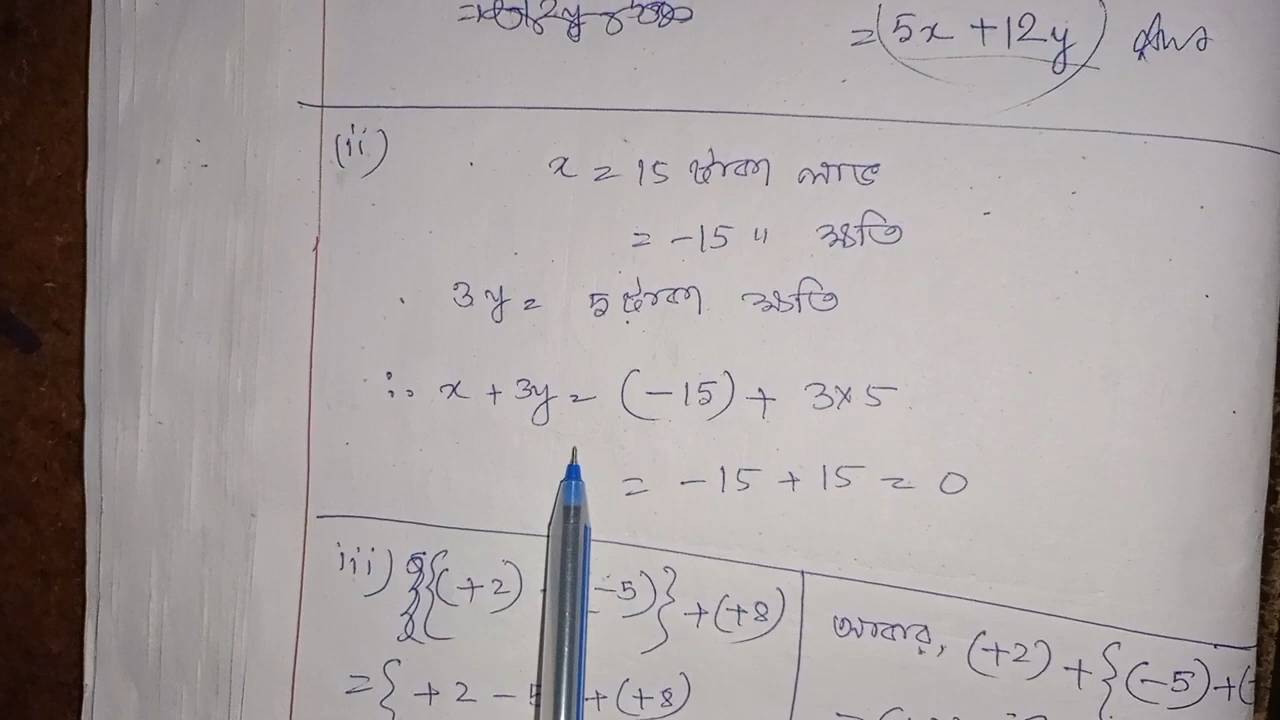 = (5x + 12y) Ans
(ii)
x = 15 টাকা লাভ
= -15 " ক্ষতি
3y = 5 টাকা ক্ষতি
∴ x + 3y = (-15) + 3×5
= -15 + 15 = 0
iii) {(+2) -5)} + (+8)
= { +2 - 5 + (+8)
আবার, (+2) + {(-5)+(